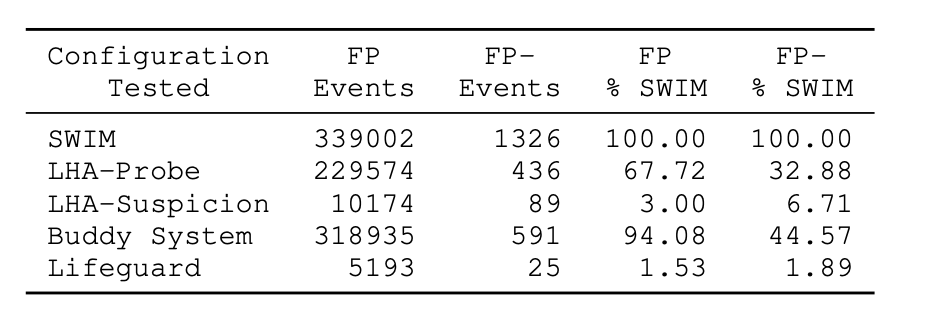 Configuration FP FP- FP FP-
Tested Events Events % SWIM % SWIM
SWIM 339002 1326 100.00 100.00
LHA-Probe 229574 436 67.72 32.88
LHA-Suspicion 10174 89 3.00 6.71
Buddy System 318935 591 94.08 44.57
Lifeguard 5193 25 1.53 1.89